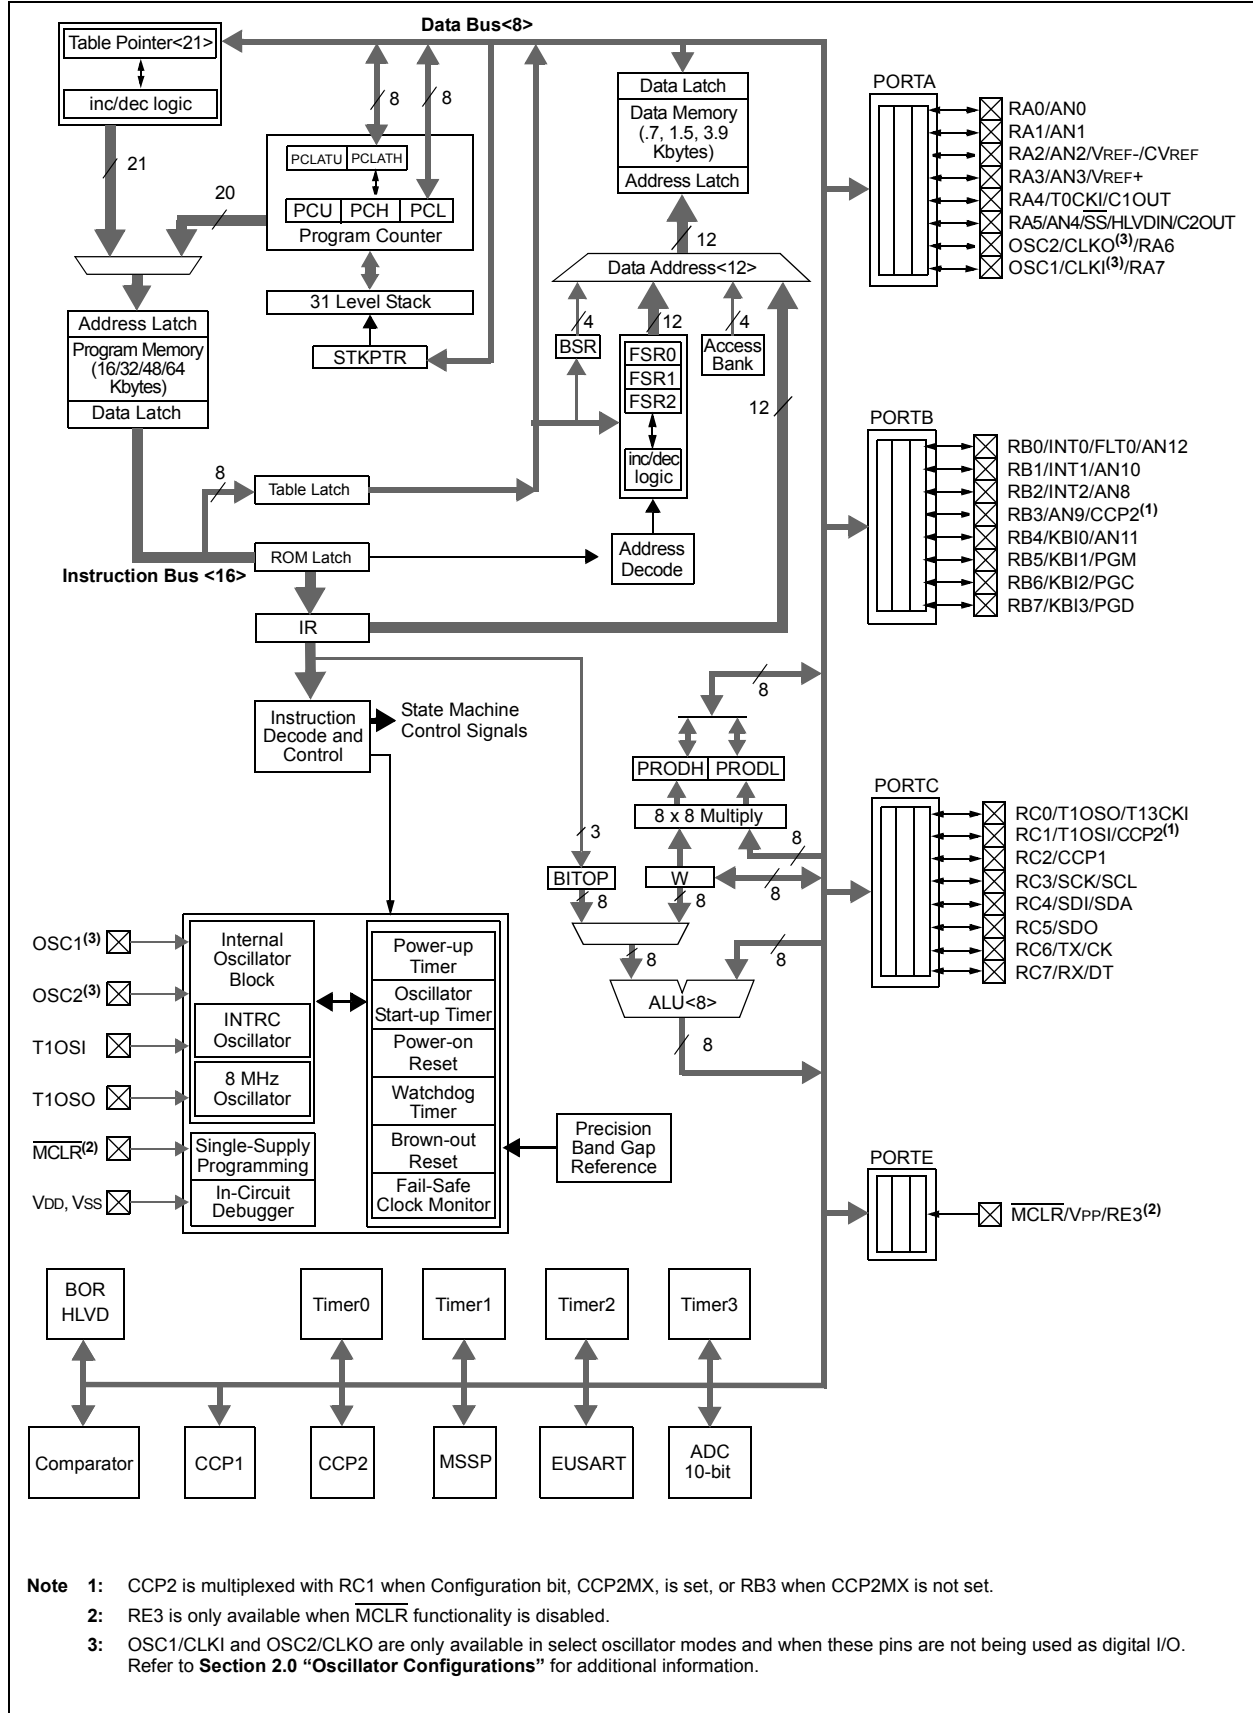 Data Bus<8>
Table Pointer<21>
inc/dec logic
21
20
8
8
PCLATU PCLATH
PCU PCH PCL
Program Counter
31 Level Stack
STKPTR
Data Latch
Data Memory
(.7, 1.5, 3.9
Kbytes)
Address Latch
12
Data Address<12>
4
12
4
BSR
FSR0
FSR1
FSR2
inc/dec
logic
Access
Bank
12
Address Latch
Program Memory
(16/32/48/64
Kbytes)
Data Latch
8
Table Latch
ROM Latch
Instruction Bus <16>
Address
Decode
IR
Instruction
Decode and
Control
State Machine
Control Signals
8
PRODH PRODL
8 x 8 Multiply
3
8
BITOP
W
8
8
8
8
8
ALU<8>
8
PORTA
RA0/AN0
RA1/AN1
RA2/AN2/VREF-/CVREF
RA3/AN3/VREF+
RA4/T0CKI/C1OUT
RA5/AN4/SS/HLVDIN/C2OUT
OSC2/CLKO(3)/RA6
OSC1/CLKI(3)/RA7
PORTB
RB0/INT0/FLT0/AN12
RB1/INT1/AN10
RB2/INT2/AN8
RB3/AN9/CCP2(1)
RB4/KBI0/AN11
RB5/KBI1/PGM
RB6/KBI2/PGC
RB7/KBI3/PGD
PORTC
RC0/T1OSO/T13CKI
RC1/T1OSI/CCP2(1)
RC2/CCP1
RC3/SCK/SCL
RC4/SDI/SDA
RC5/SDO
RC6/TX/CK
RC7/RX/DT
PORTE
MCLR/VPP/RE3(2)
OSC1(3)
OSC2(3)
T1OSI
T1OSO
MCLR(2)
VDD, VSS
Internal
Oscillator
Block
INTRC
Oscillator
8 MHz
Oscillator
Single-Supply
Programming
In-Circuit
Debugger
Power-up
Timer
Oscillator
Start-up Timer
Power-on
Reset
Watchdog
Timer
Brown-out
Reset
Fail-Safe
Clock Monitor
Precision
Band Gap
Reference
BOR
HLVD
Timer0
Timer1
Timer2
Timer3
Comparator
CCP1
CCP2
MSSP
EUSART
ADC
10-bit
Note 1: CCP2 is multiplexed with RC1 when Configuration bit, CCP2MX, is set, or RB3 when CCP2MX is not set.
2: RE3 is only available when MCLR functionality is disabled.
3: OSC1/CLKI and OSC2/CLKO are only available in select oscillator modes and when these pins are not being used as digital I/O.
Refer to Section 2.0 “Oscillator Configurations” for additional information.